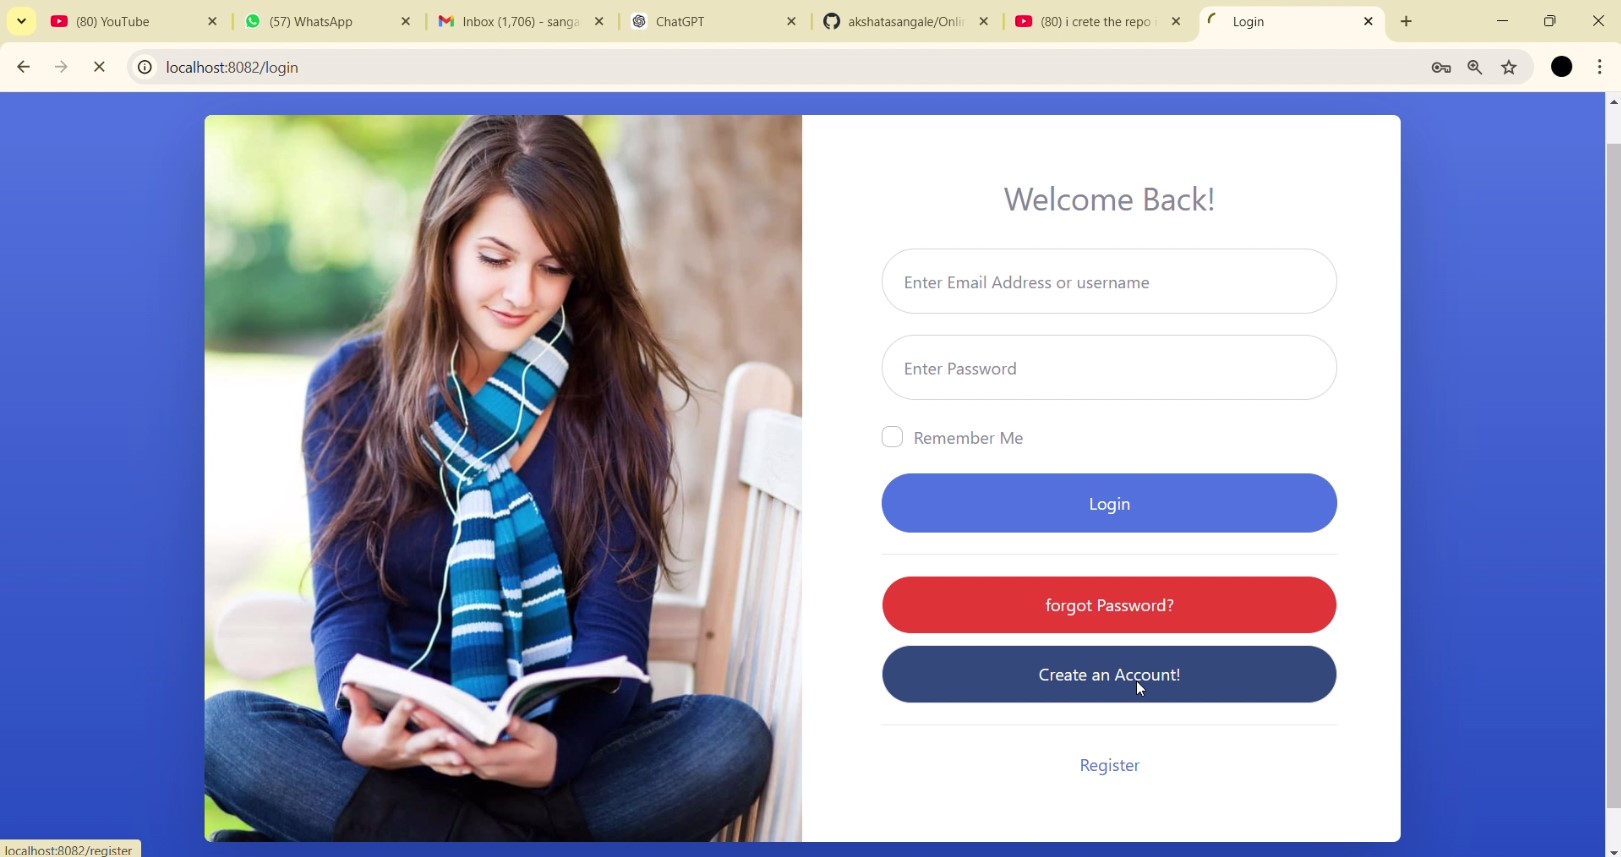 (80) YouTube
(57) WhatsApp
Inbox (1,706) - sanga
ChatGPT
akshatasangale/Onli
(80) i crete the repo
Login
localhost:8082/login
Welcome Back!
Enter Email Address or username
Enter Password
Remember Me
Login
forgot Password?
Create an Account!
Register
localhost:8082/register